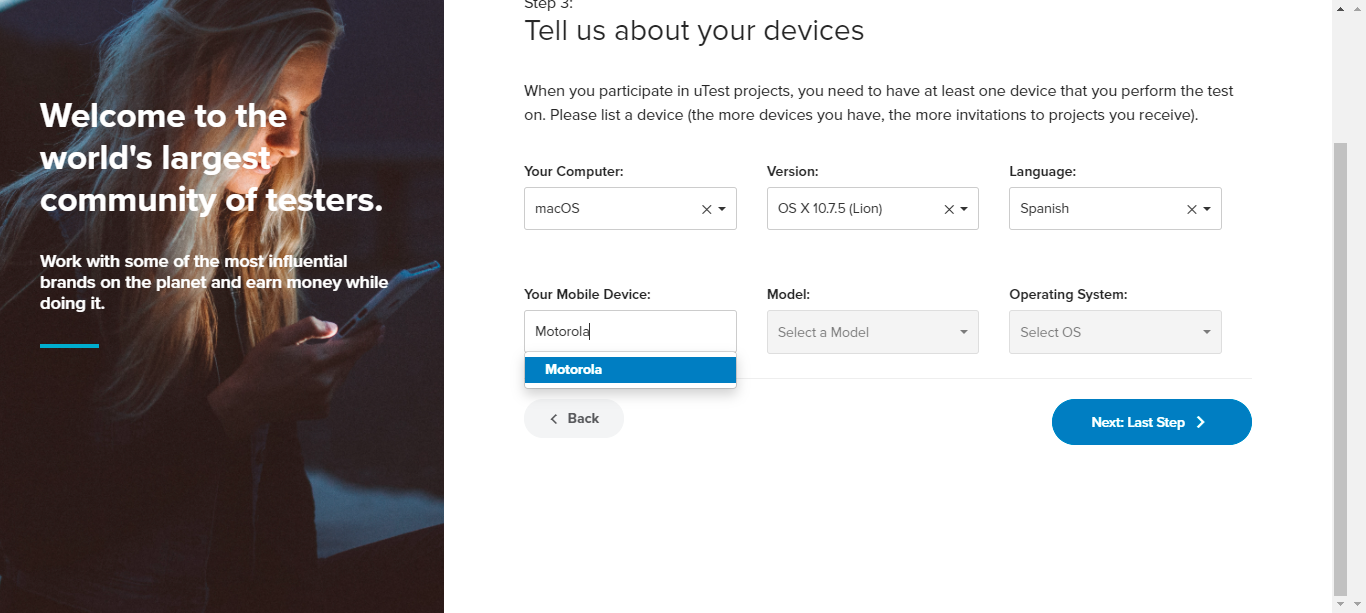 Welcome to the
world's largest
community of testers.
Work with some of the most influential
brands on the planet and earn money while
doing it.
Step 3:
Tell us about your devices
When you participate in uTest projects, you need to have at least one device that you perform the test
on. Please list a device (the more devices you have, the more invitations to projects you receive).
Your Computer: Version: Language:
macOS OS X 10.7.5 (Lion) Spanish
Your Mobile Device: Model: Operating System:
Motorola Select a Model Select OS
Motorola
Back Next: Last Step